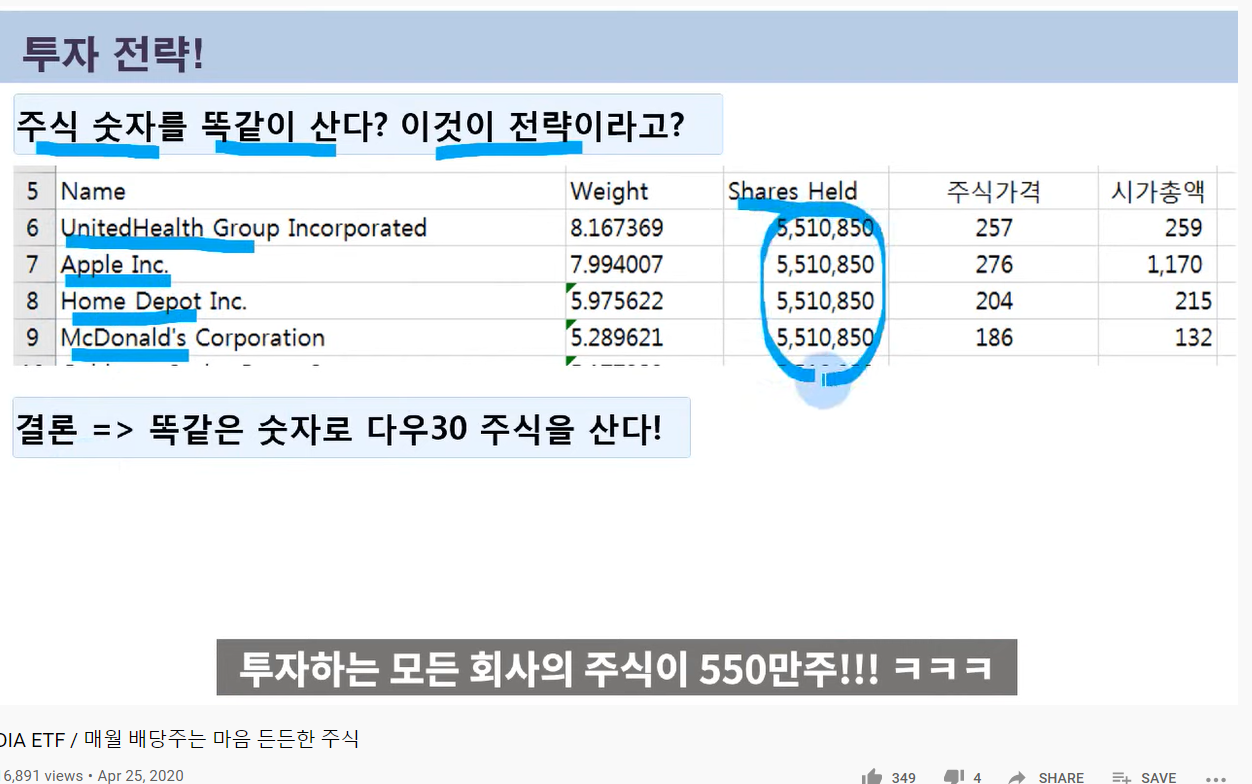 투자 전략!
주식 숫자를 똑같이 산다? 이것이 전략이라고?
5 Name Weight Shares Held 주식가격 시가총액
6 UnitedHealth Group Incorporated 8.167369 5,510,850 257 259
7 Apple Inc. 7.994007 5,510,850 276 1,170
8 Home Depot Inc. 5.975622 5,510,850 204 215
9 McDonald's Corporation 5.289621 5,510,850 186 132
결론 => 똑같은 숫자로 다우30 주식을 산다!
투자하는 모든 회사의 주식이 550만주!!! ㅋㅋㅋ
DIA ETF / 매월 배당주는 마음 든든한 주식
6,891 views • Apr 25, 2020
349 4 SHARE SAVE